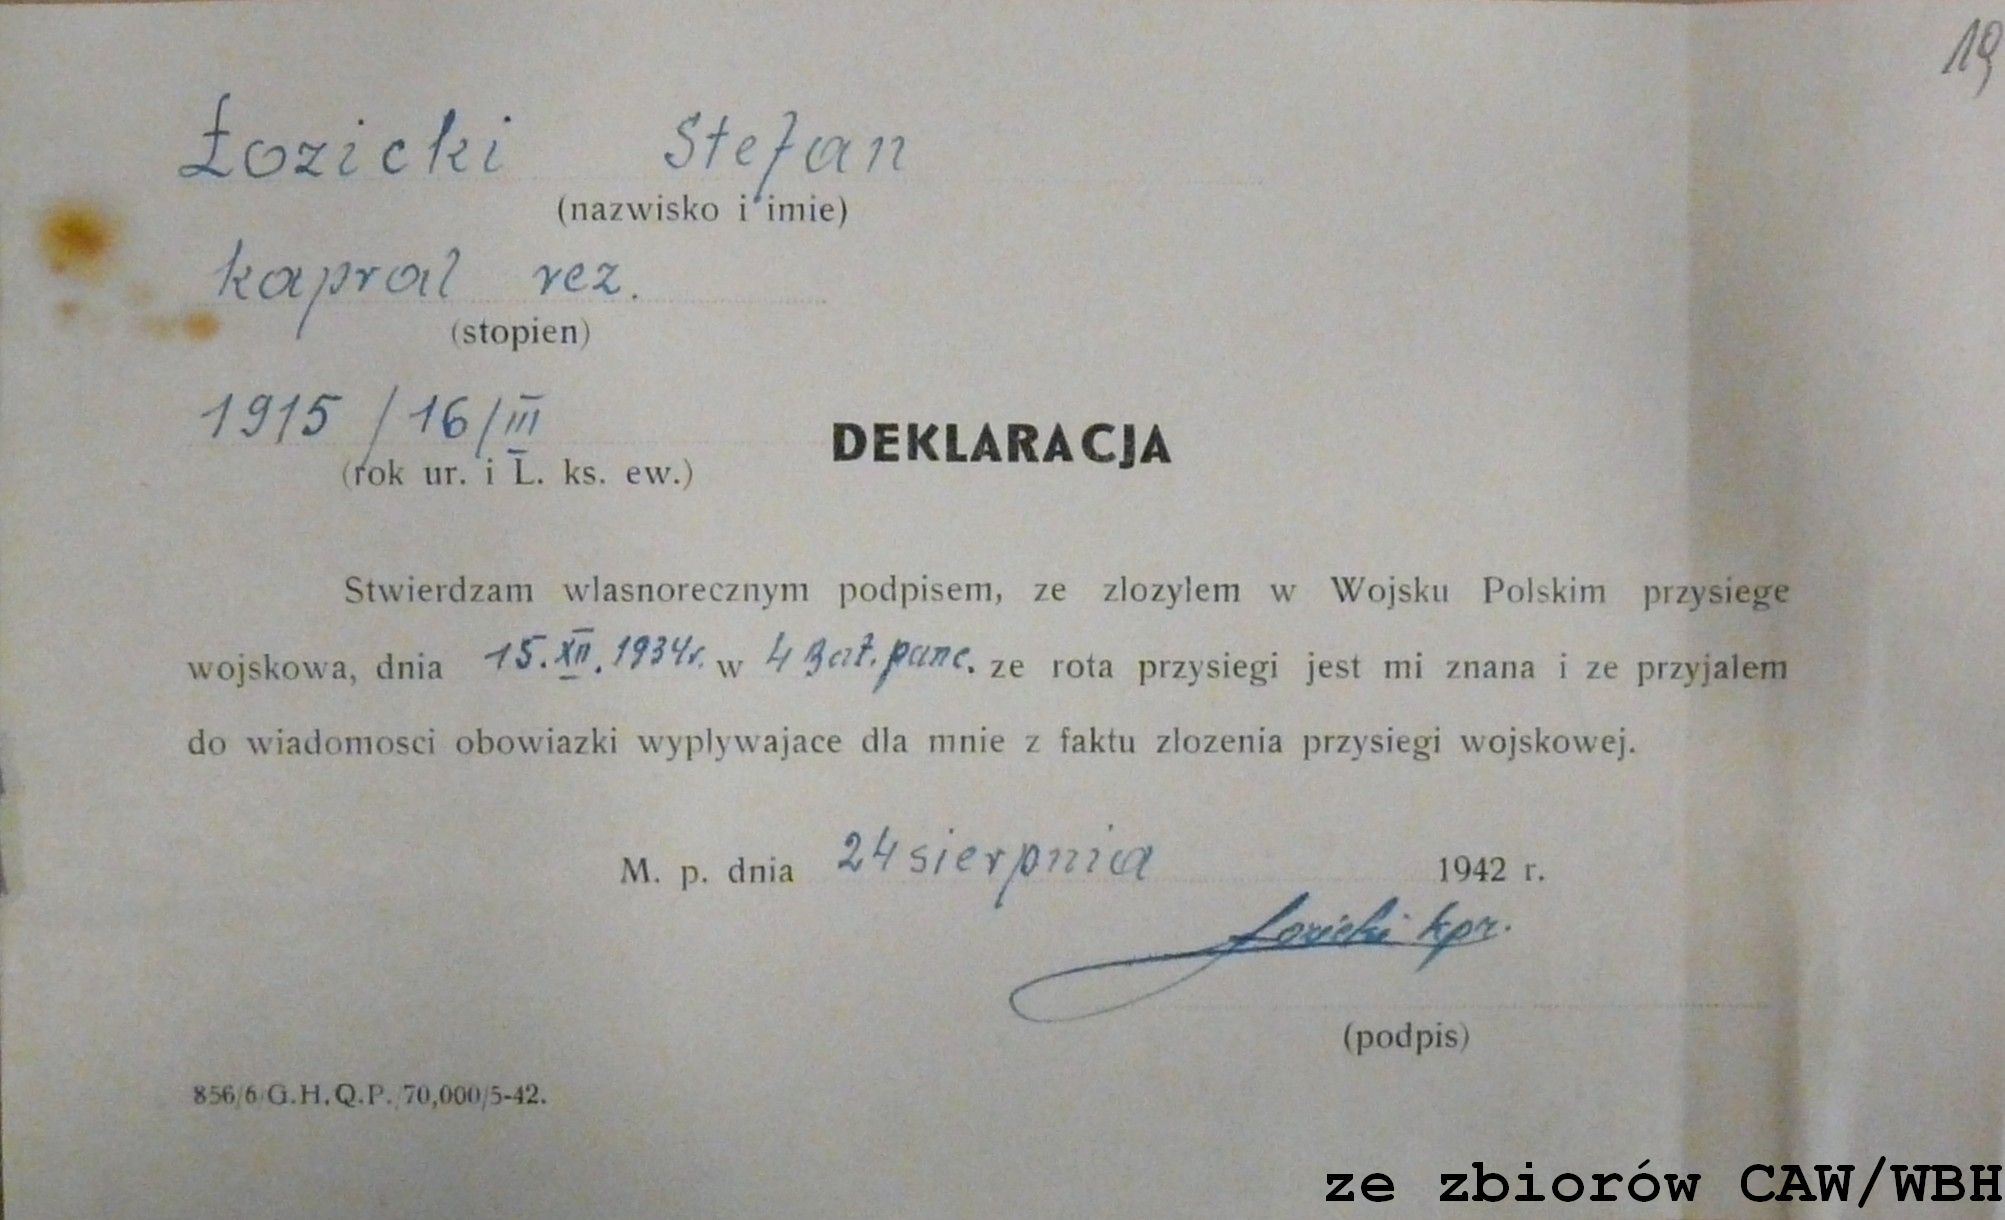 19
Łozicki Stefan
(nazwisko i imie)
kapral rez.
(stopien)
1915/16/III
(rok ur. i L. ks. ew.)
DEKLARACJA
Stwierdzam wlasnorecznym podpisem, ze zlozylem w Wojsku Polskim przysiege
wojskowa, dnia 15.XII.1934r. w 4 Bat. panc. ze rota przysiegi jest mi znana i ze przyjalem
do wiadomosci obowiazki wyplywajace dla mnie z faktu zlozenia przysiegi wojskowej.
M. p. dnia 24 sierpnia 1942 r.
Łozicki kpr.
(podpis)
856/6/G.H.Q.P. 70,000/5-42.
ze zbiorów CAW/WBH